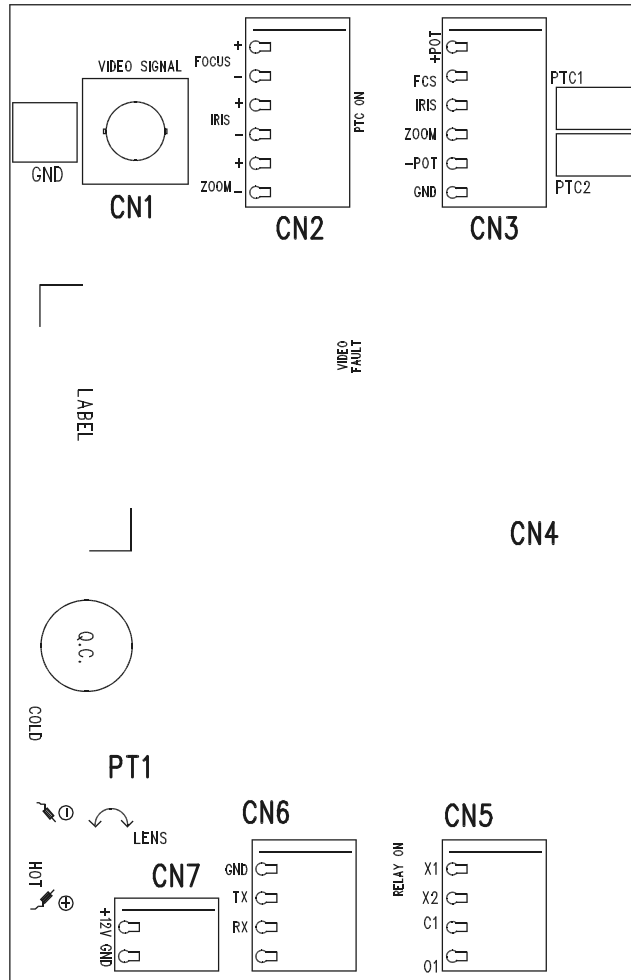 VIDEO SIGNAL
GND
CN1
+
FOCUS
-
+
IRIS
-
+
ZOOM -
PTC ON
CN2
+POT
FCS
IRIS
ZOOM
-POT
GND
CN3
PTC1
PTC2
VIDEO
FAULT
LABEL
CN4
Q.C.
COLD
PT1
-
LENS
HOT
+
CN7
+12V
GND
CN6
GND
TX
RX
CN5
RELAY ON
X1
X2
C1
O1